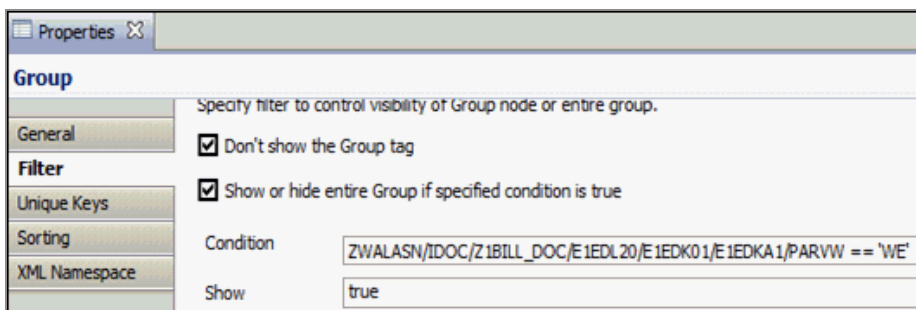 Properties
Group
Specify filter to control visibility of Group node or entire group.
General
Don't show the Group tag
Filter
Show or hide entire Group if specified condition is true
Unique Keys
Sorting
Condition
ZWALASN/IDOC/Z1BILL_DOC/E1EDL20/E1EDK01/E1EDKA1/PARVW == 'WE'
XML Namespace
Show
true